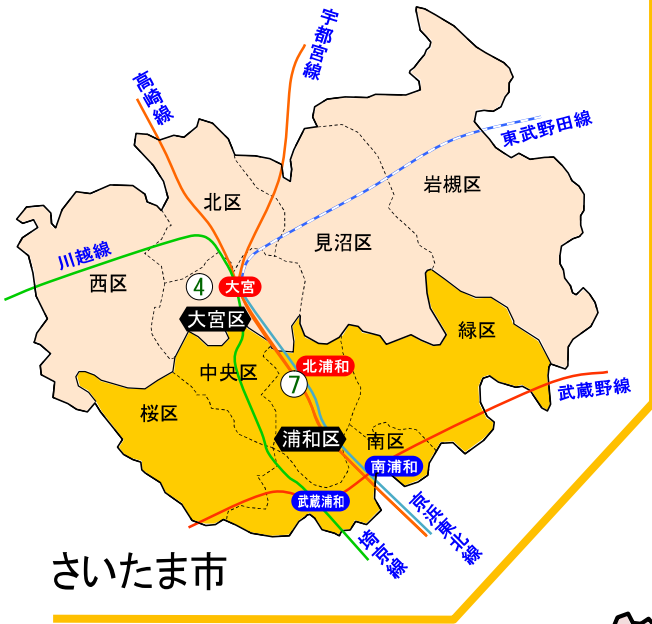 宇都宮線
高崎線
東武野田線
岩槻区
北区
見沼区
川越線
西区
4
大宮
大宮区
緑区
中央区
北浦和
7
武蔵野線
桜区
浦和区
南区
南浦和
武蔵浦和
京浜東北線
埼京線
さいたま市